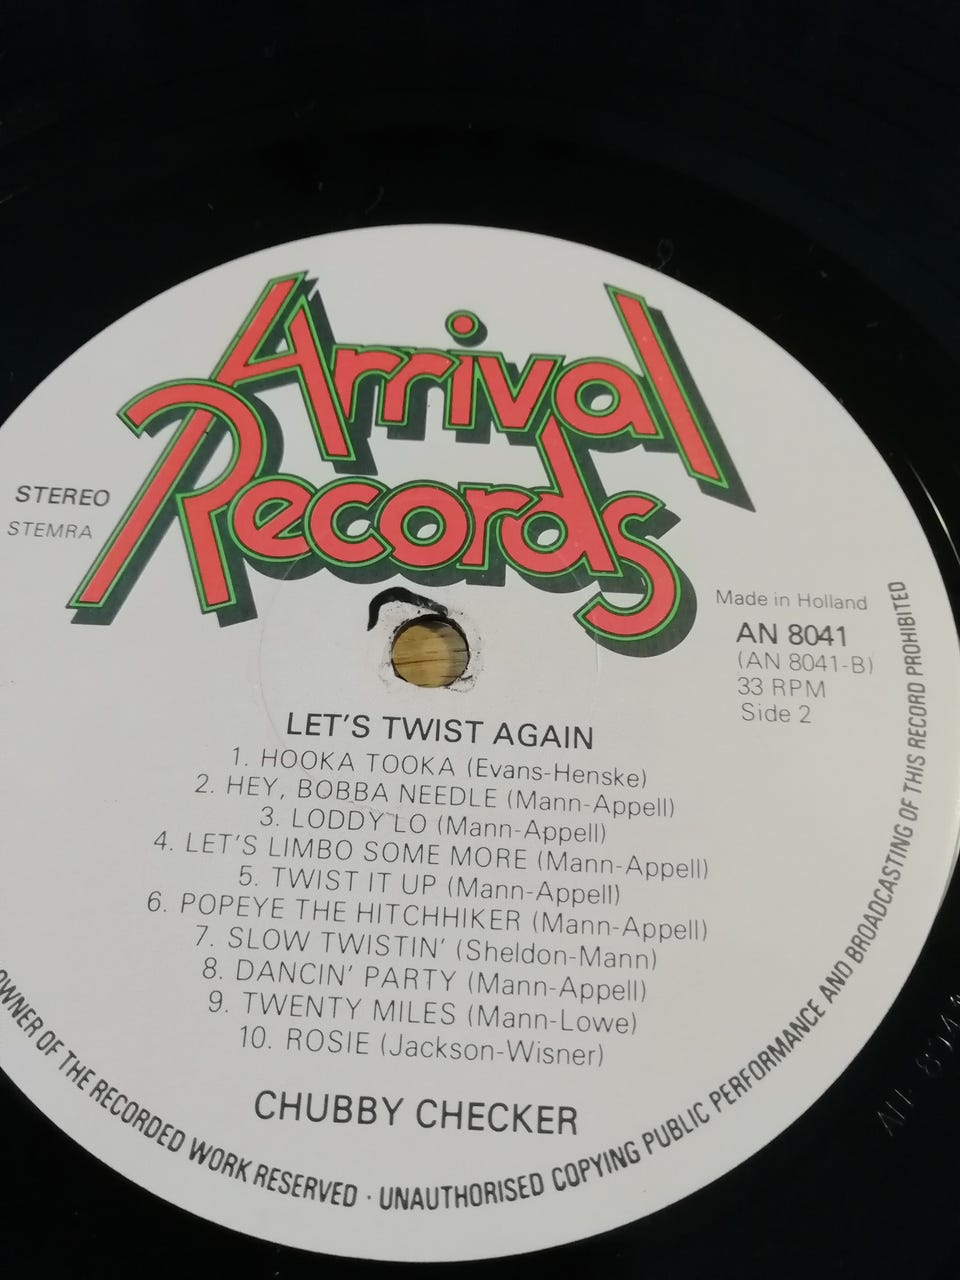 Arrival
Records
STEREO
STEMRA
Made in Holland
AN 8041
(AN 8041-B)
33 RPM
Side 2
LET'S TWIST AGAIN
1. HOOKA TOOKA (Evans-Henske)
2. HEY, BOBBA NEEDLE (Mann-Appell)
3. LODDY LO (Mann-Appell)
4. LET'S LIMBO SOME MORE (Mann-Appell)
5. TWIST IT UP (Mann-Appell)
6. POPEYE THE HITCHHIKER (Mann-Appell)
7. SLOW TWISTIN' (Sheldon-Mann)
8. DANCIN' PARTY (Mann-Appell)
9. TWENTY MILES (Mann-Lowe)
10. ROSIE (Jackson-Wisner)
CHUBBY CHECKER
OWNER OF THE RECORDED WORK RESERVED · UNAUTHORISED COPYING PUBLIC PERFORMANCE AND BROADCASTING OF THIS RECORD PROHIBITED